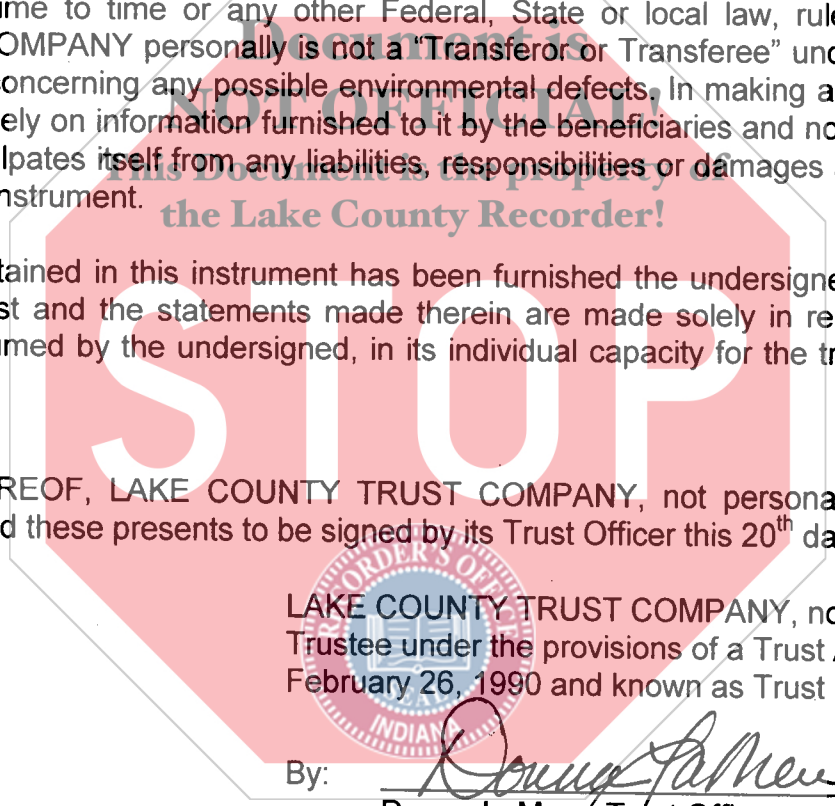 me to time or any other Federal, State or local law, rule
OMPANY personally is not a “Transferor or Transferee” und
Document is
oncerning any possible environmental defects. In making a
NOT OFFICIAL!
ely on information furnished to it by the beneficiaries and no
lpates itself from any liabilities, responsibilities or damages
This Document is the property of
nstrument.
the Lake County Recorder!
tained in this instrument has been furnished the undersigne
st and the statements made therein are made solely in re
med by the undersigned, in its individual capacity for the tr
STOP
REOF, LAKE COUNTY TRUST COMPANY, not persona
d these presents to be signed by its Trust Officer this 20th da
RECORDER'S OFFICE
LAKE COUNTY TRUST COMPANY, no
Trustee under the provisions of a Trust
February 26, 1990 and known as Trust
SEAL
INDIANA
By: